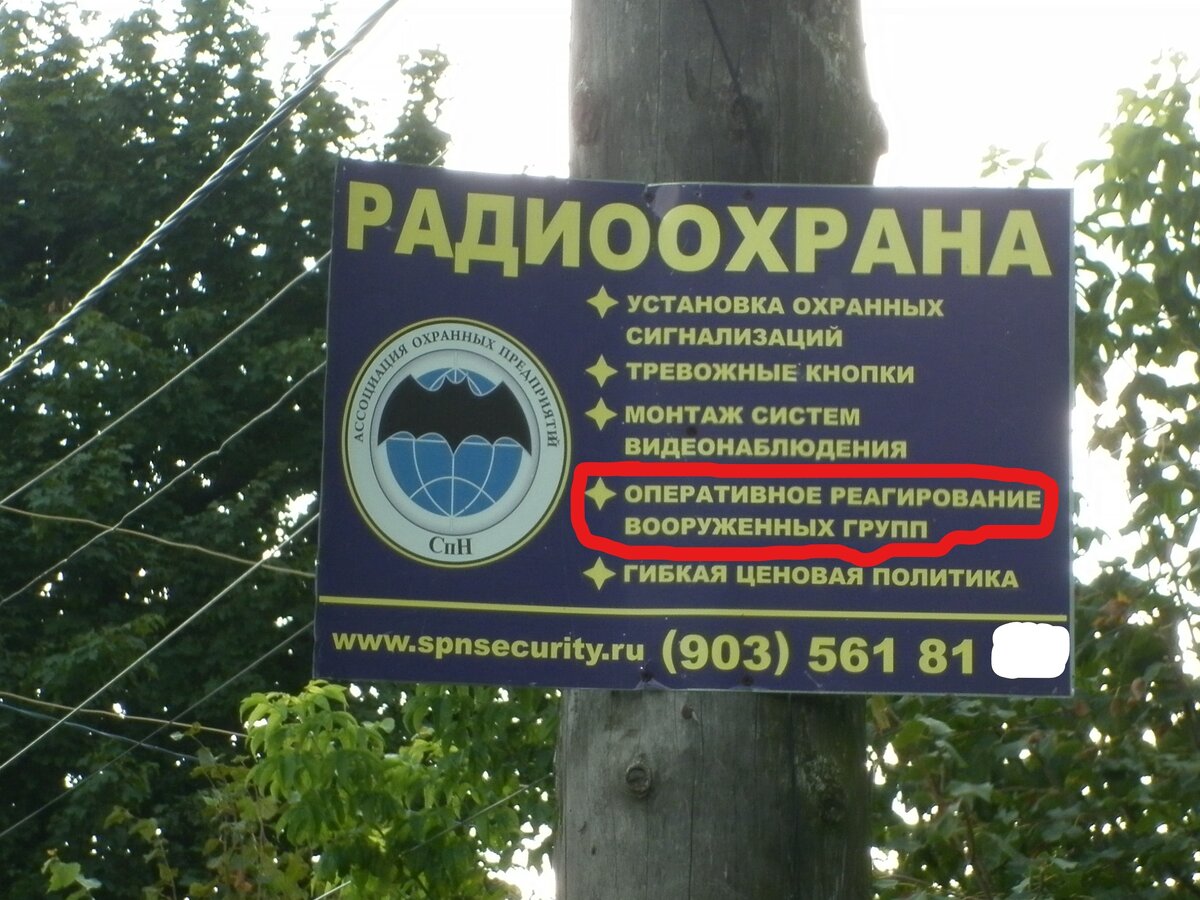 РАДИООХРАНА
УСТАНОВКА ОХРАННЫХ
СИГНАЛИЗАЦИЙ
ТРЕВОЖНЫЕ КНОПКИ
МОНТАЖ СИСТЕМ
ВИДЕОНАБЛЮДЕНИЯ
ОПЕРАТИВНОЕ РЕАГИРОВАНИЕ
ВООРУЖЕННЫХ ГРУПП
ГИБКАЯ ЦЕНОВАЯ ПОЛИТИКА
АССОЦИАЦИЯ ОХРАННЫХ ПРЕДПРИЯТИЙ
СпН
www.spnsecurity.ru (903) 561 81